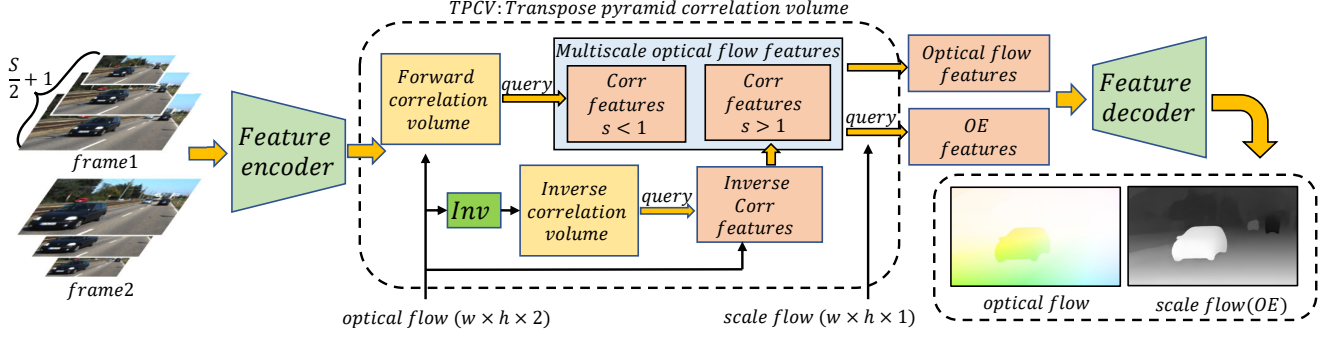 TPCV:Transpose pyramid correlation volume
S
2
+ 1
frame1
frame2
Feature
encoder
Forward
correlation
volume
query
Multiscale optical flow features
Corr
features
s < 1
Corr
features
s > 1
Inv
Inverse
correlation
volume
query
Inverse
Corr
features
query
Optical flow
features
OE
features
Feature
decoder
optical flow (w × h × 2)
scale flow (w × h × 1)
optical flow
scale flow(OE)